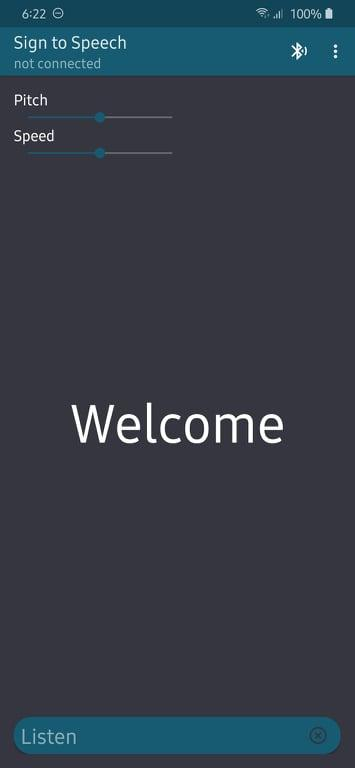 6:22 100%
Sign to Speech
not connected
Pitch
Speed
Welcome
Listen